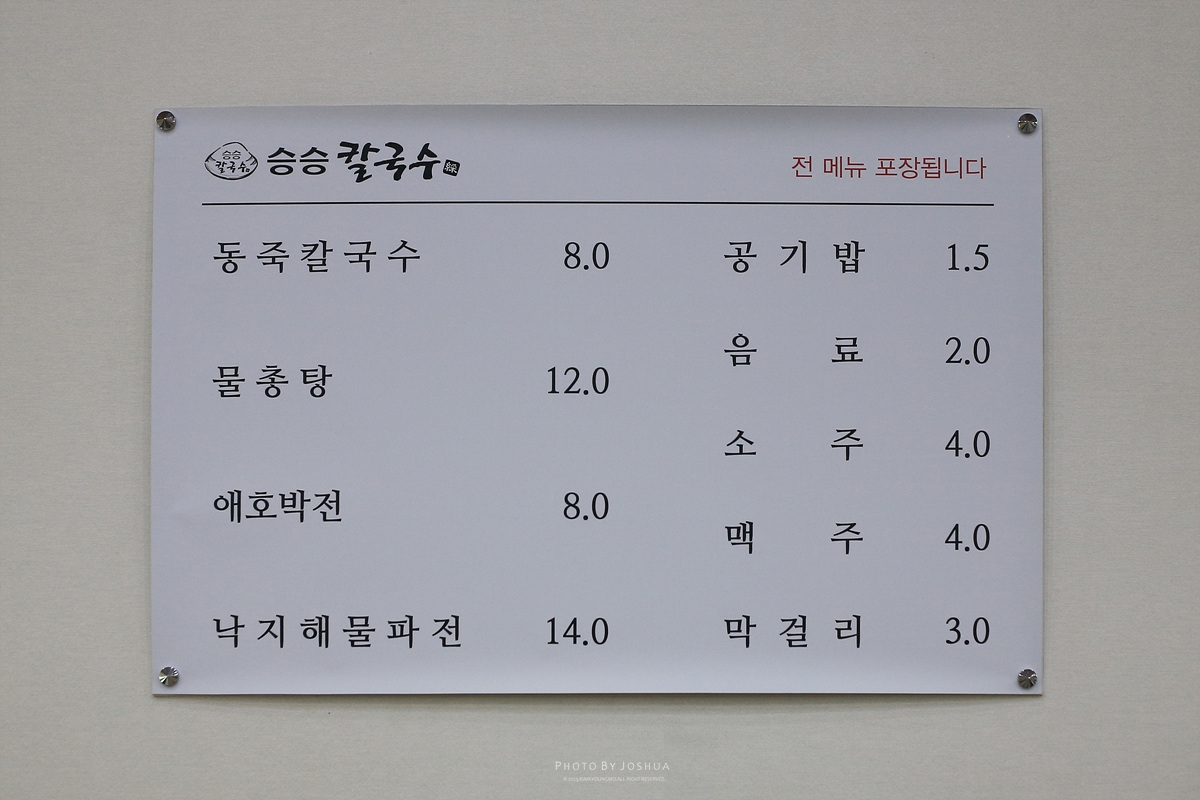 승승 칼국수
승승칼국수
전 메뉴 포장됩니다
동죽칼국수 8.0
물총탕 12.0
애호박전 8.0
낙지해물파전 14.0
공기밥 1.5
음료 2.0
소주 4.0
맥주 4.0
막걸리 3.0
PHOTO BY JOSHUA